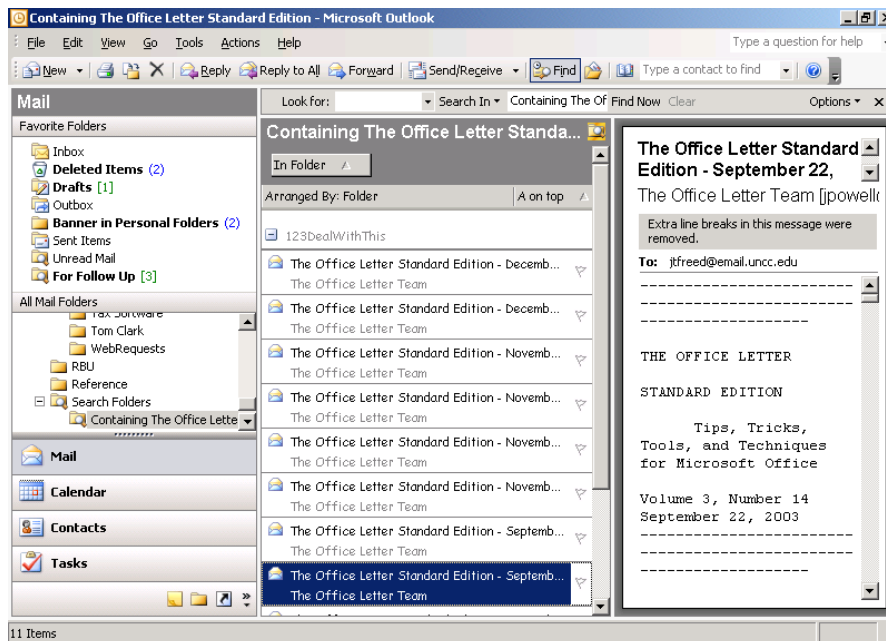 Containing The Office Letter Standard Edition - Microsoft Outlook
File Edit View Go Tools Actions Help Type a question for help
New Reply Reply to All Forward Send/Receive Find Type a contact to find
Mail
Look for: Search In Containing The Of Find Now Clear Options
Favorite Folders
Inbox
Deleted Items (2)
Drafts [1]
Outbox
Banner in Personal Folders (2)
Sent Items
Unread Mail
For Follow Up [3]
All Mail Folders
Tax Software
Tom Clark
WebRequests
RBU
Reference
Search Folders
Containing The Office Lette
Mail
Calendar
Contacts
Tasks
Containing The Office Letter Standa...
In Folder
Arranged By: Folder A on top
123DealWithThis
The Office Letter Standard Edition - Decemb...
The Office Letter Team
The Office Letter Standard Edition - Decemb...
The Office Letter Team
The Office Letter Standard Edition - Novemb...
The Office Letter Team
The Office Letter Standard Edition - Novemb...
The Office Letter Team
The Office Letter Standard Edition - Novemb...
The Office Letter Team
The Office Letter Standard Edition - Novemb...
The Office Letter Team
The Office Letter Standard Edition - Septemb...
The Office Letter Team
The Office Letter Standard Edition - Septemb...
The Office Letter Team
The Office Letter Standard
Edition - September 22,
The Office Letter Team [jpowell
Extra line breaks in this message were
removed.
To: jtfreed@email.uncc.edu
--------------------------
--------------------------
--------------------
THE OFFICE LETTER
STANDARD EDITION
Tips, Tricks,
Tools, and Techniques
for Microsoft Office
Volume 3, Number 14
September 22, 2003
--------------------------
--------------------------
--------------------
11 Items